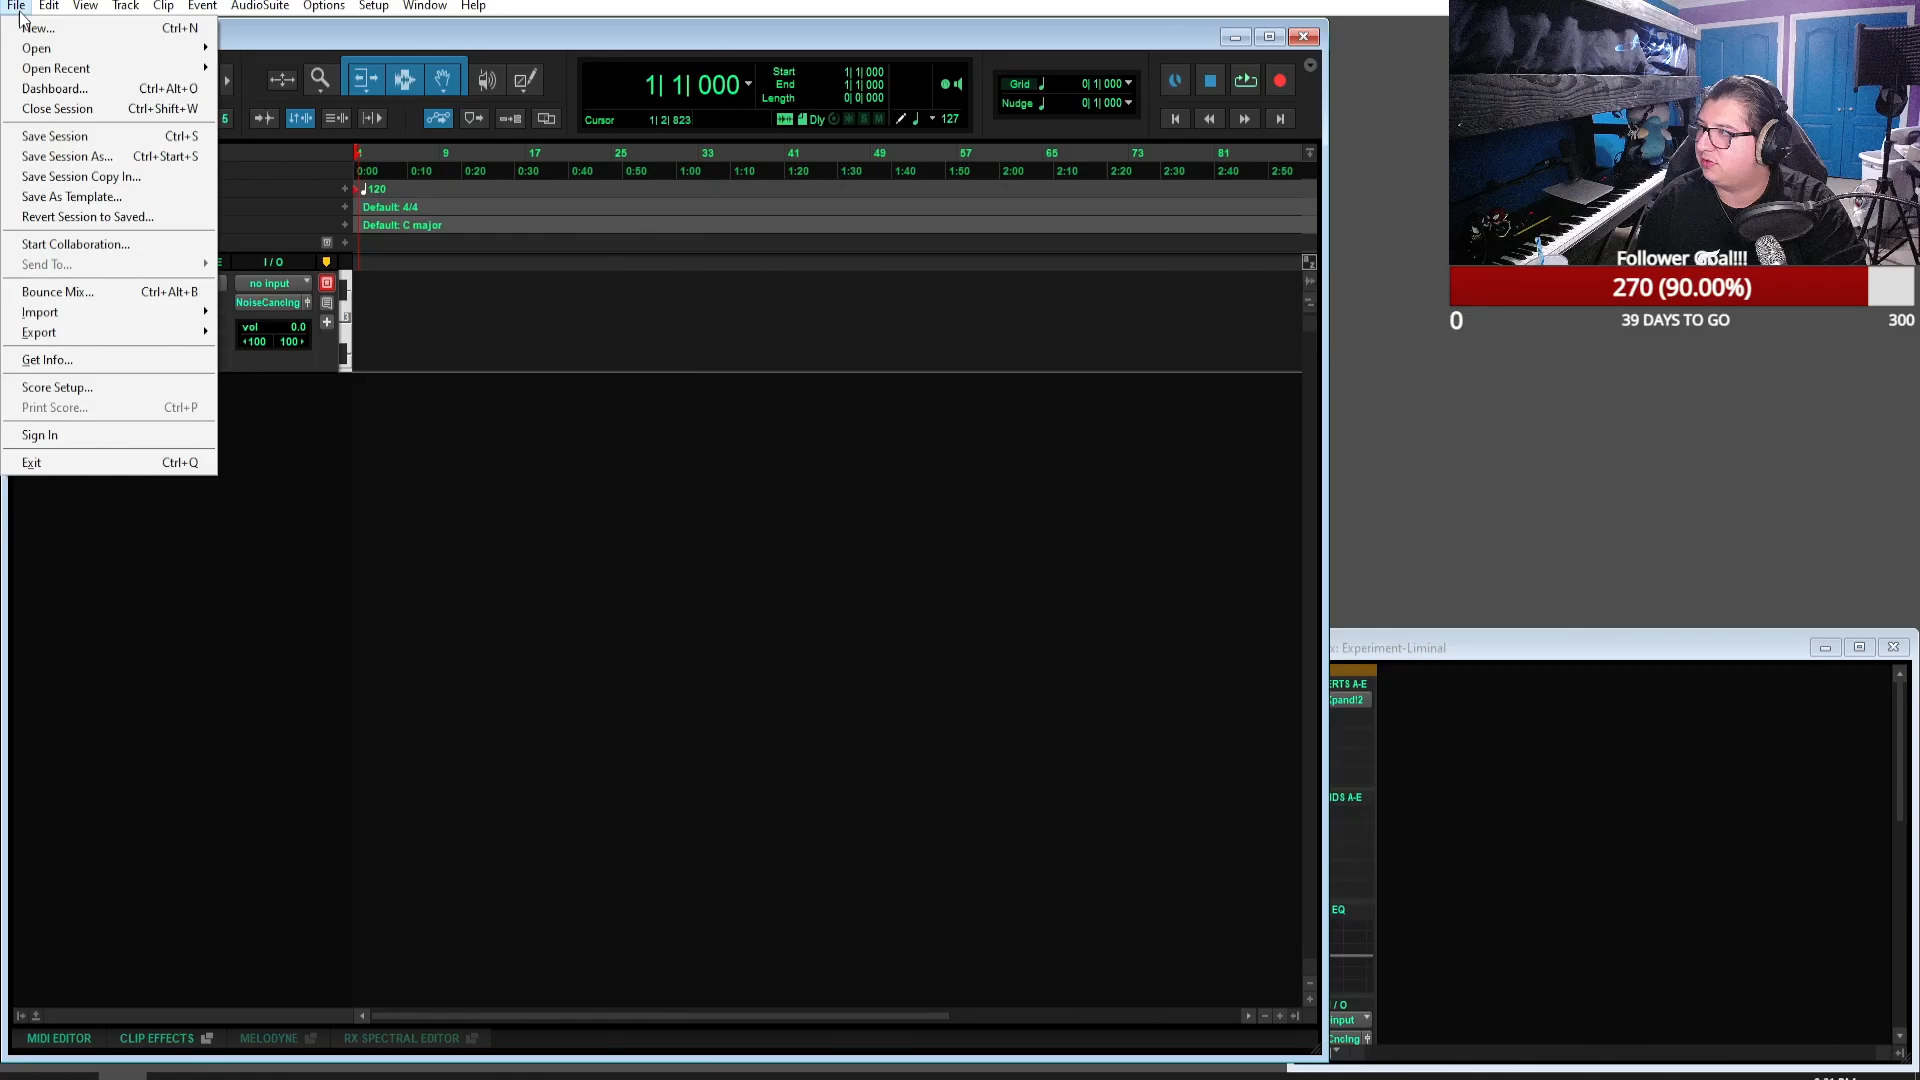 File Edit View Track Clip Event AudioSuite Options Setup Window Help
New... Ctrl+N
Open
Open Recent
Dashboard... Ctrl+Alt+O
Close Session Ctrl+Shift+W
Save Session Ctrl+S
Save Session As... Ctrl+Start+S
Save Session Copy In...
Save As Template...
Revert Session to Saved...
Start Collaboration...
Send To...
Bounce Mix... Ctrl+Alt+B
Import
Export
Get Info...
Score Setup...
Print Score... Ctrl+P
Sign In
Exit Ctrl+Q
5
1| 1| 000
Start 1| 1| 000
End 1| 1| 000
Length 0| 0| 000
Cursor 1| 2| 823
Dly S M 127
Grid 0| 1| 000
Nudge 0| 1| 000
9 17 25 33 41 49 57 65 73 81
0:00 0:10 0:20 0:30 0:40 0:50 1:00 1:10 1:20 1:30 1:40 1:50 2:00 2:10 2:20 2:30 2:40 2:50
120
Default: 4/4
Default: C major
I / O
no input
NoiseCancing
vol 0.0
100 100
MIDI EDITOR CLIP EFFECTS MELODYNE RX SPECTRAL EDITOR
Follower Goal!!!
270 (90.00%)
0 39 DAYS TO GO 300
x: Experiment-Liminal
ERTS A-E
pand!2
DS A-E
EQ
/ O
input
Cncing